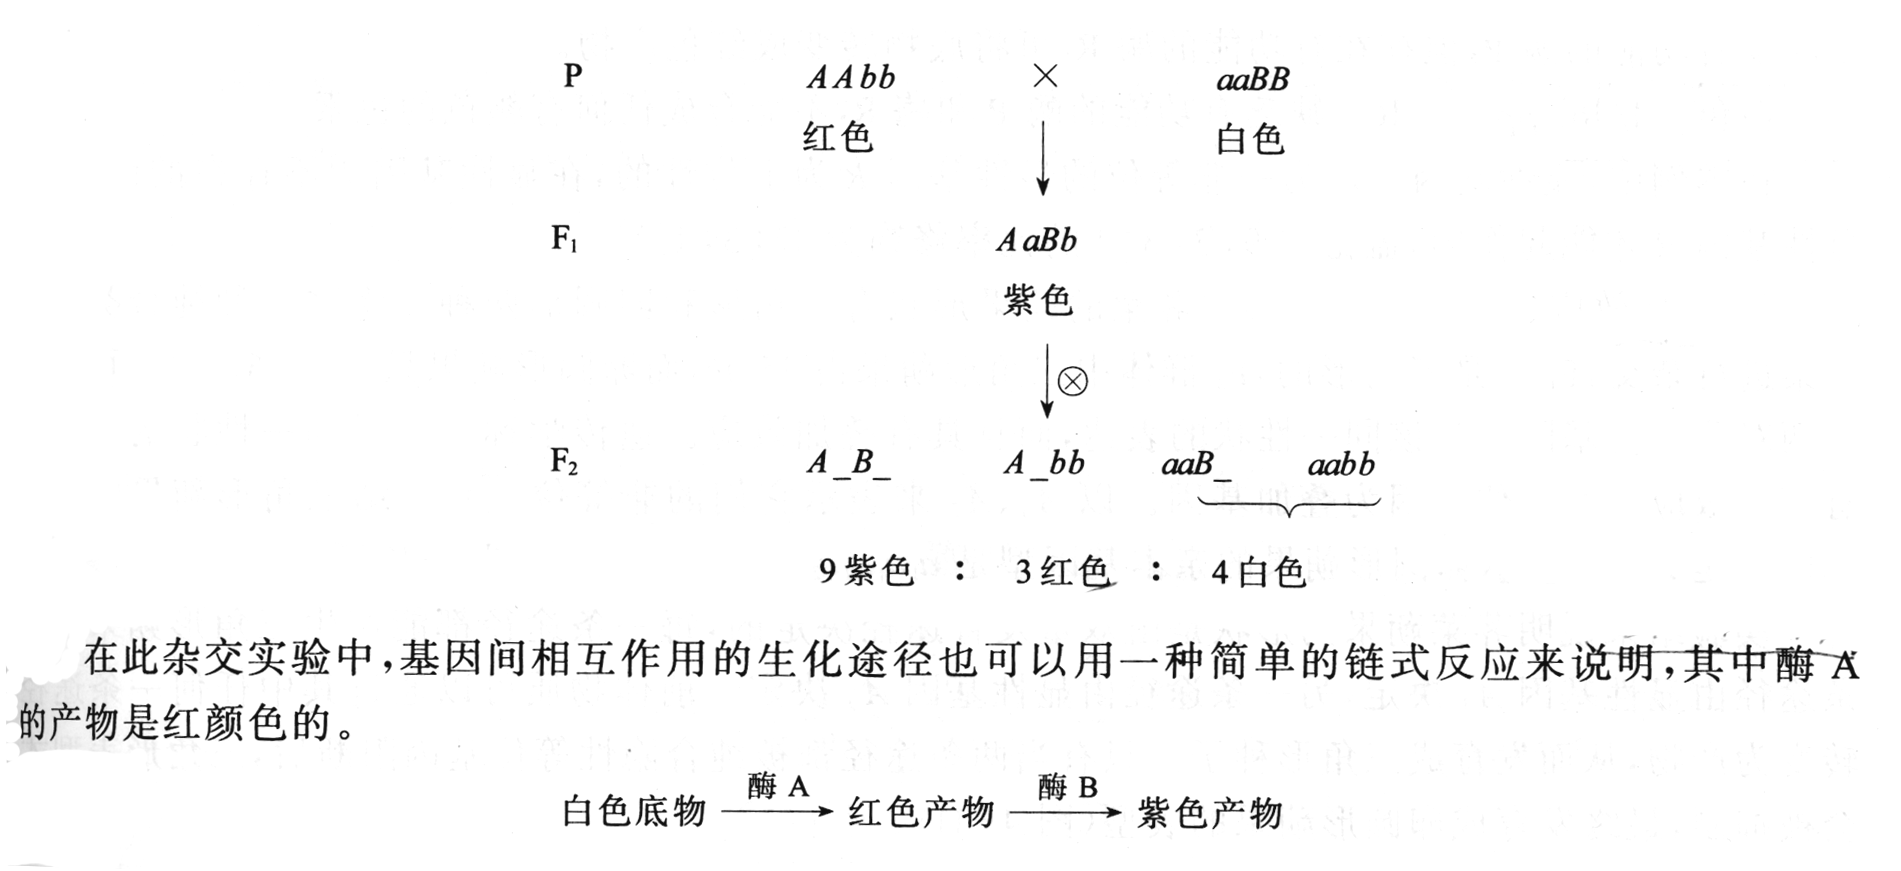 P AAbb × aaBB
红色 白色
F₁ AaBb
紫色
⊗
F₂ A_B_ A_bb aaB_ aabb
9紫色 : 3红色 : 4白色
在此杂交实验中,基因间相互作用的生化途径也可以用一种简单的链式反应来说明,其中酶 A
的产物是红颜色的。
酶 A 酶 B
白色底物 → 红色产物 → 紫色产物